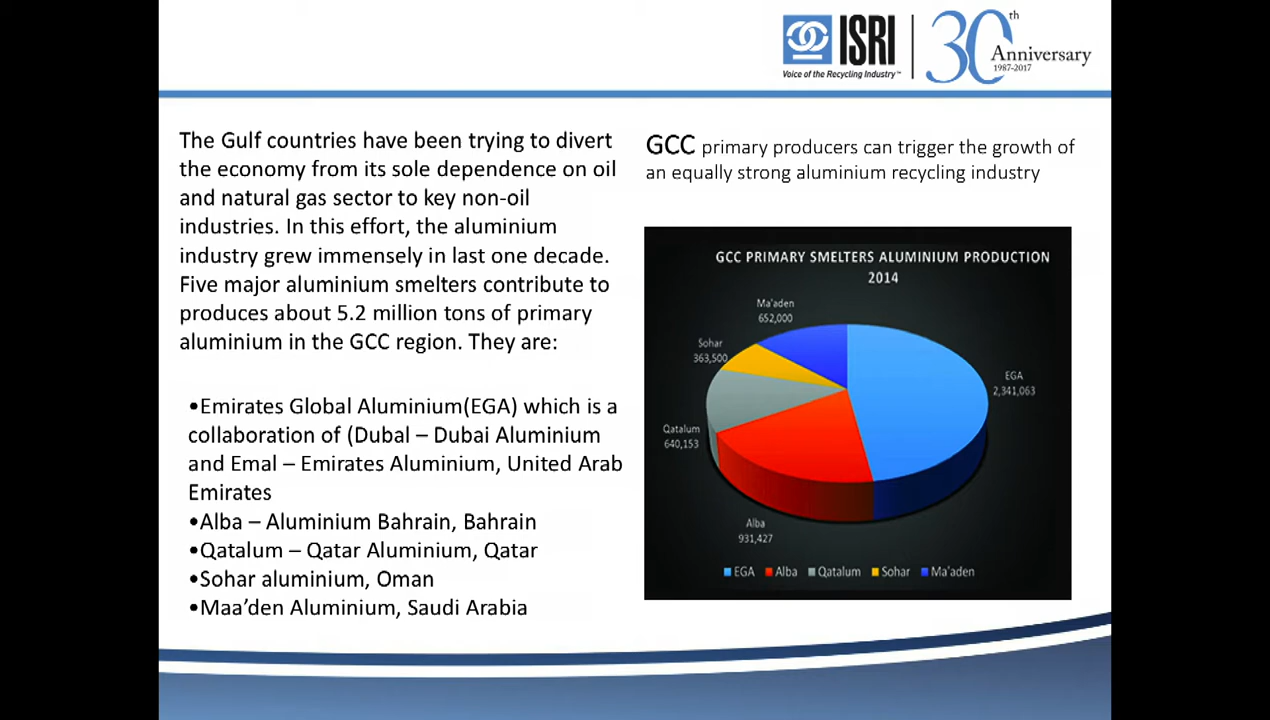 ISRI
Voice of the Recycling Industry™
30th
Anniversary
1987-2017
The Gulf countries have been trying to divert
the economy from its sole dependence on oil
and natural gas sector to key non-oil
industries. In this effort, the aluminium
industry grew immensely in last one decade.
Five major aluminium smelters contribute to
produces about 5.2 million tons of primary
aluminium in the GCC region. They are:
•Emirates Global Aluminium(EGA) which is a
collaboration of (Dubal – Dubai Aluminium
and Emal – Emirates Aluminium, United Arab
Emirates
•Alba – Aluminium Bahrain, Bahrain
•Qatalum – Qatar Aluminium, Qatar
•Sohar aluminium, Oman
•Maa’den Aluminium, Saudi Arabia
GCC primary producers can trigger the growth of
an equally strong aluminium recycling industry
GCC PRIMARY SMELTERS ALUMINIUM PRODUCTION
2014
Ma'aden
652,000
Sohar
363,500
EGA
2,341,063
Qatalum
640,153
Alba
931,427
EGA Alba Qatalum Sohar Ma'aden